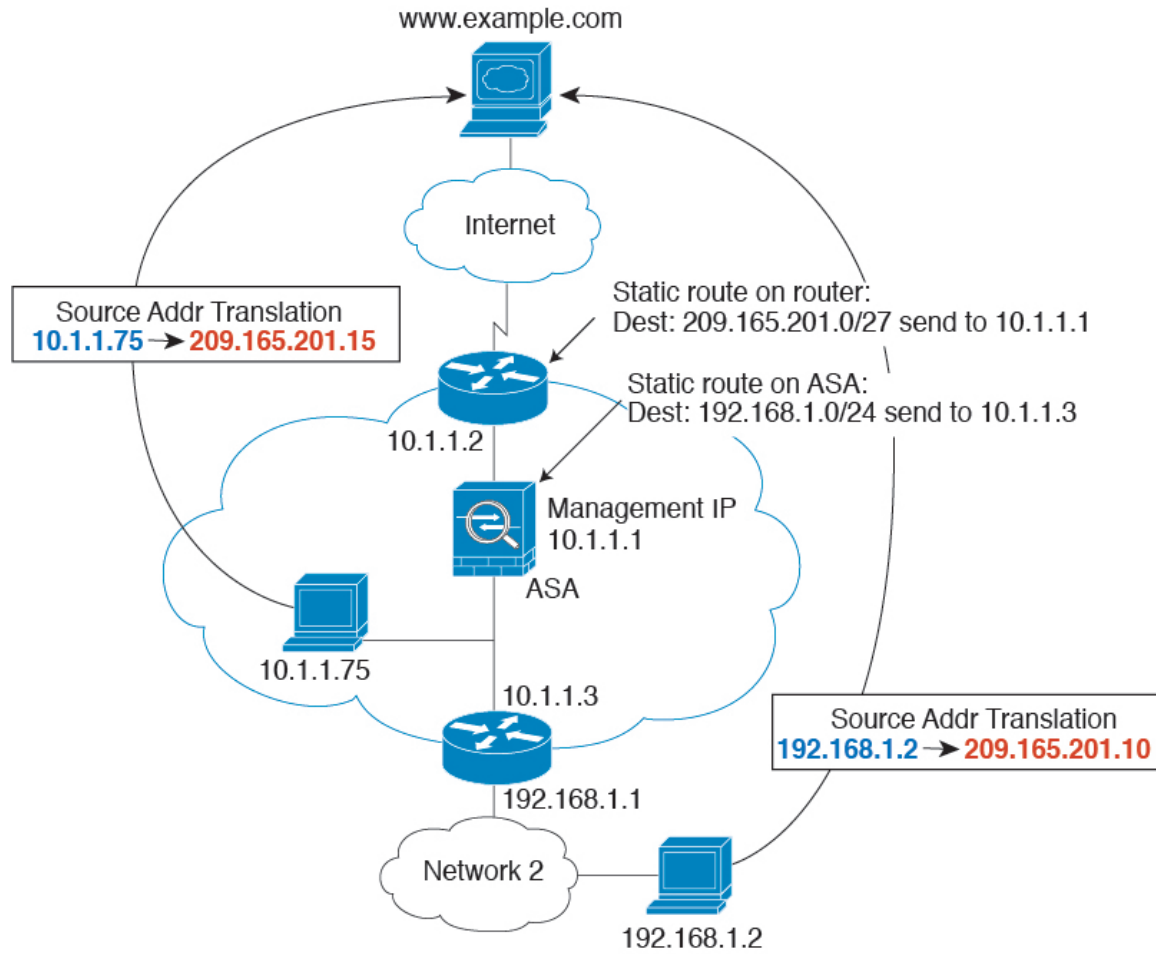 www.example.com
Internet
Source Addr Translation
10.1.1.75 → 209.165.201.15
Static route on router:
Dest: 209.165.201.0/27 send to 10.1.1.1
Static route on ASA:
Dest: 192.168.1.0/24 send to 10.1.1.3
10.1.1.2
Management IP
10.1.1.1
ASA
10.1.1.75
10.1.1.3
Source Addr Translation
192.168.1.2 → 209.165.201.10
192.168.1.1
Network 2
192.168.1.2